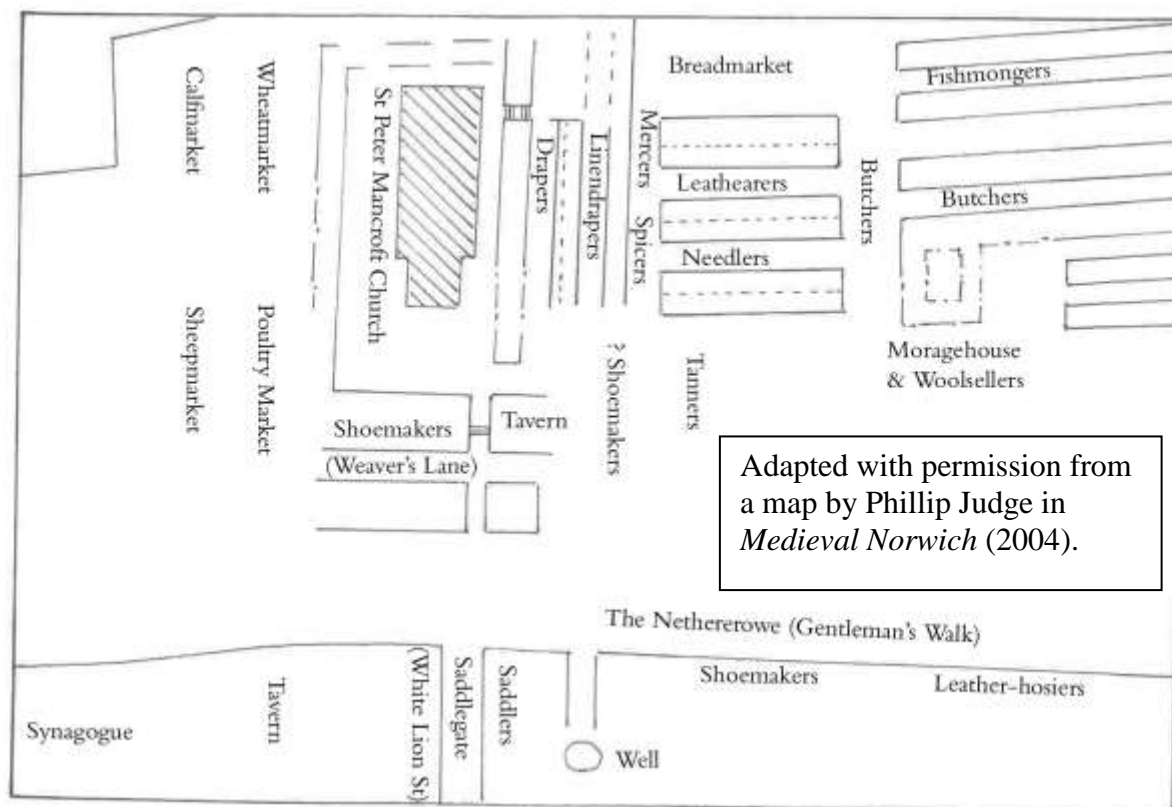 Calfmarket
Wheatmarket
St Peter Mancroft Church
Drapers
Linendrapers
Mercers
Spicers
Breadmarket
Leathearers
Needlers
Butchers
Fishmongers
Butchers
Moragehouse
& Woolsellers
Sheepmarket
Poultry Market
Shoemakers
(Weaver's Lane)
Tavern
? Shoemakers
Tanners
Adapted with permission from
a map by Phillip Judge in
Medieval Norwich (2004).
The Nethererowe (Gentleman's Walk)
Synagogue
Tavern
(White Lion St)
Saddlegate
Saddlers
Well
Shoemakers
Leather-hosiers